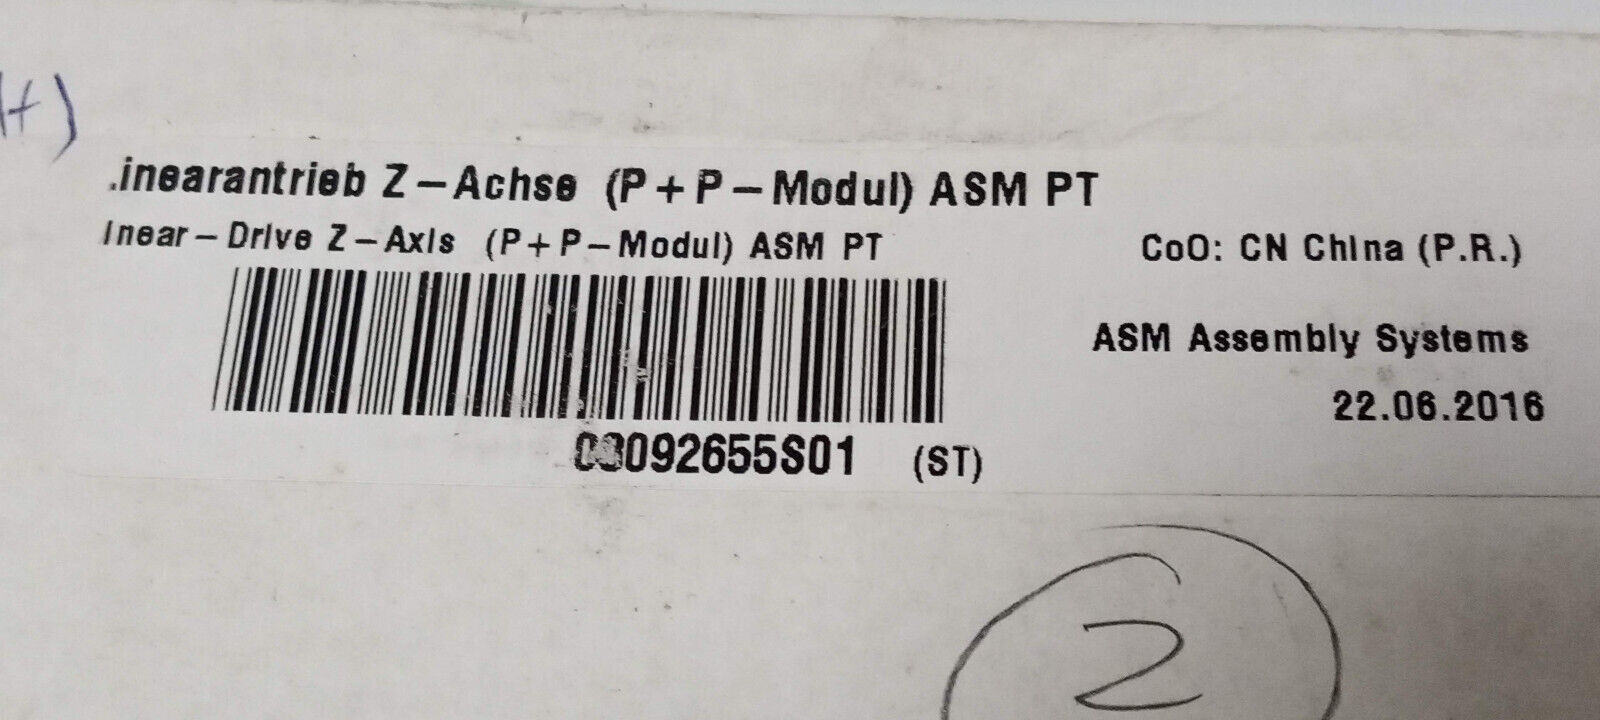 .inearantrieb Z-Achse (P+P-Modul) ASM PT
inear-Drive Z-Axis (P+P-Modul) ASM PT
CoO: CN China (P.R.)
ASM Assembly Systems
22.06.2016
03092655S01 (ST)
2